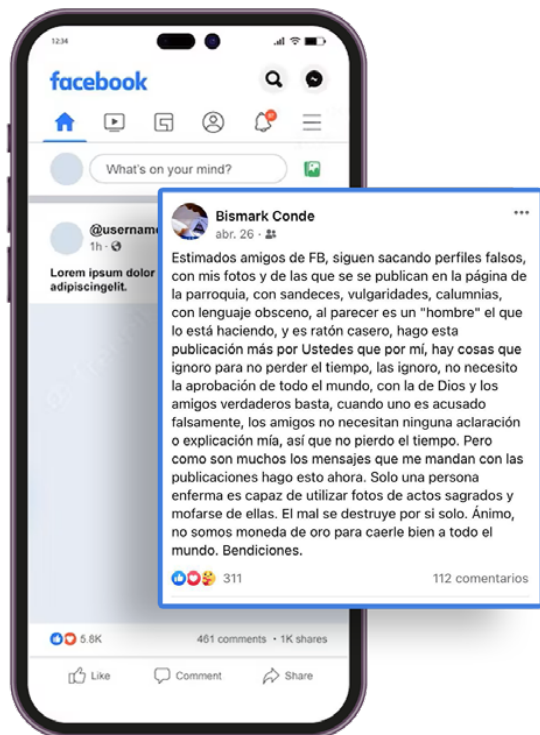 12:34
facebook
What's on your mind?
@username
1h ·
Lorem ipsum dolor
adipiscingelit.
Bismark Conde
abr. 26 ·
Estimados amigos de FB, siguen sacando perfiles falsos,
con mis fotos y de las que se se publican en la página de
la parroquia, con sandeces, vulgaridades, calumnias,
con lenguaje obsceno, al parecer es un "hombre" el que
lo está haciendo, y es ratón casero, hago esta
publicación más por Ustedes que por mí, hay cosas que
ignoro para no perder el tiempo, las ignoro, no necesito
la aprobación de todo el mundo, con la de Dios y los
amigos verdaderos basta, cuando uno es acusado
falsamente, los amigos no necesitan ninguna aclaración
o explicación mía, así que no pierdo el tiempo. Pero
como son muchos los mensajes que me mandan con las
publicaciones hago esto ahora. Solo una persona
enferma es capaz de utilizar fotos de actos sagrados y
mofarse de ellas. El mal se destruye por si solo. Ánimo,
no somos moneda de oro para caerle bien a todo el
mundo. Bendiciones.
311 112 comentarios
5.8K 461 comments • 1K shares
Like Comment Share